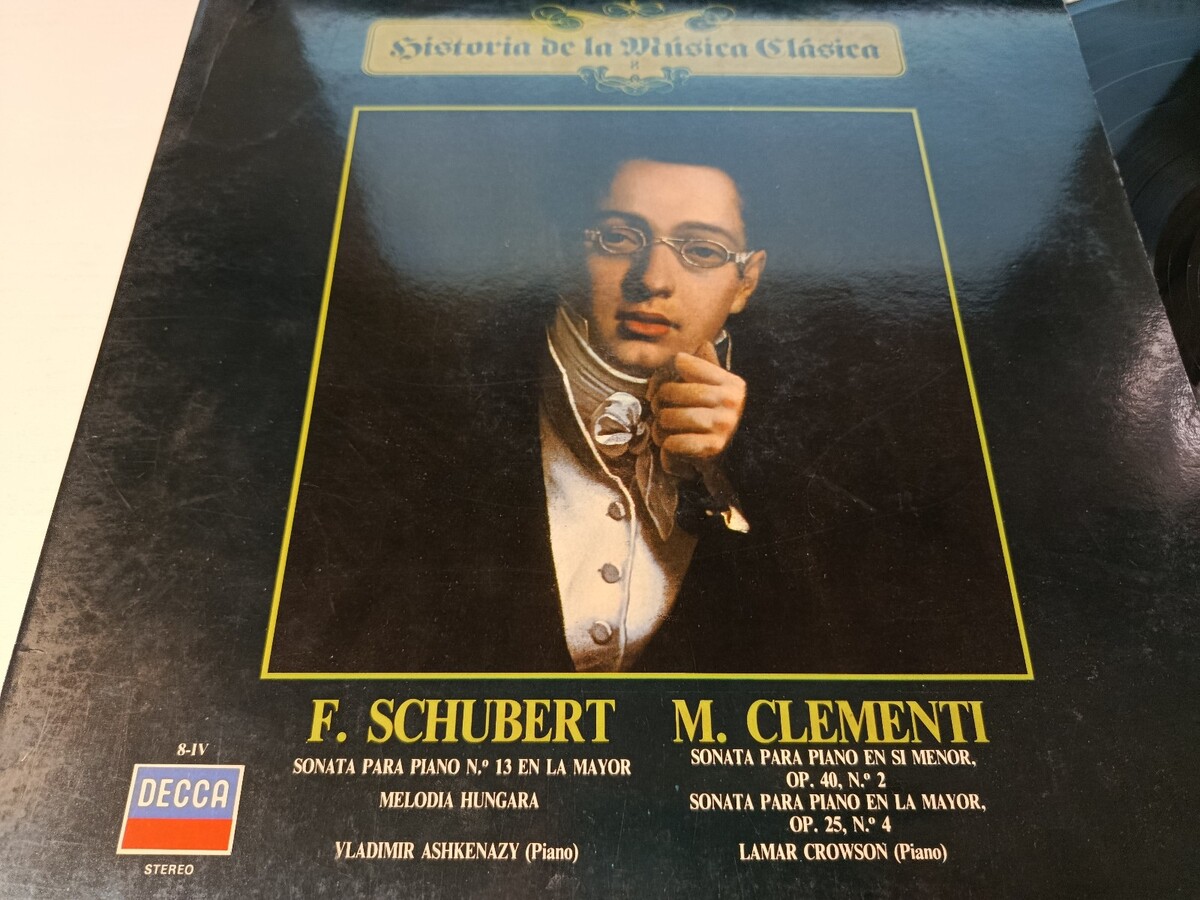 Historia de la Música Clásica
F. SCHUBERT
SONATA PARA PIANO N.º 13 EN LA MAYOR
MELODIA HUNGARA
VLADIMIR ASHKENAZY (Piano)
M. CLEMENTI
SONATA PARA PIANO EN SI MENOR,
OP. 40, N.º 2
SONATA PARA PIANO EN LA MAYOR,
OP. 25, N.º 4
LAMAR CROWSON (Piano)
8-IV
DECCA
STEREO